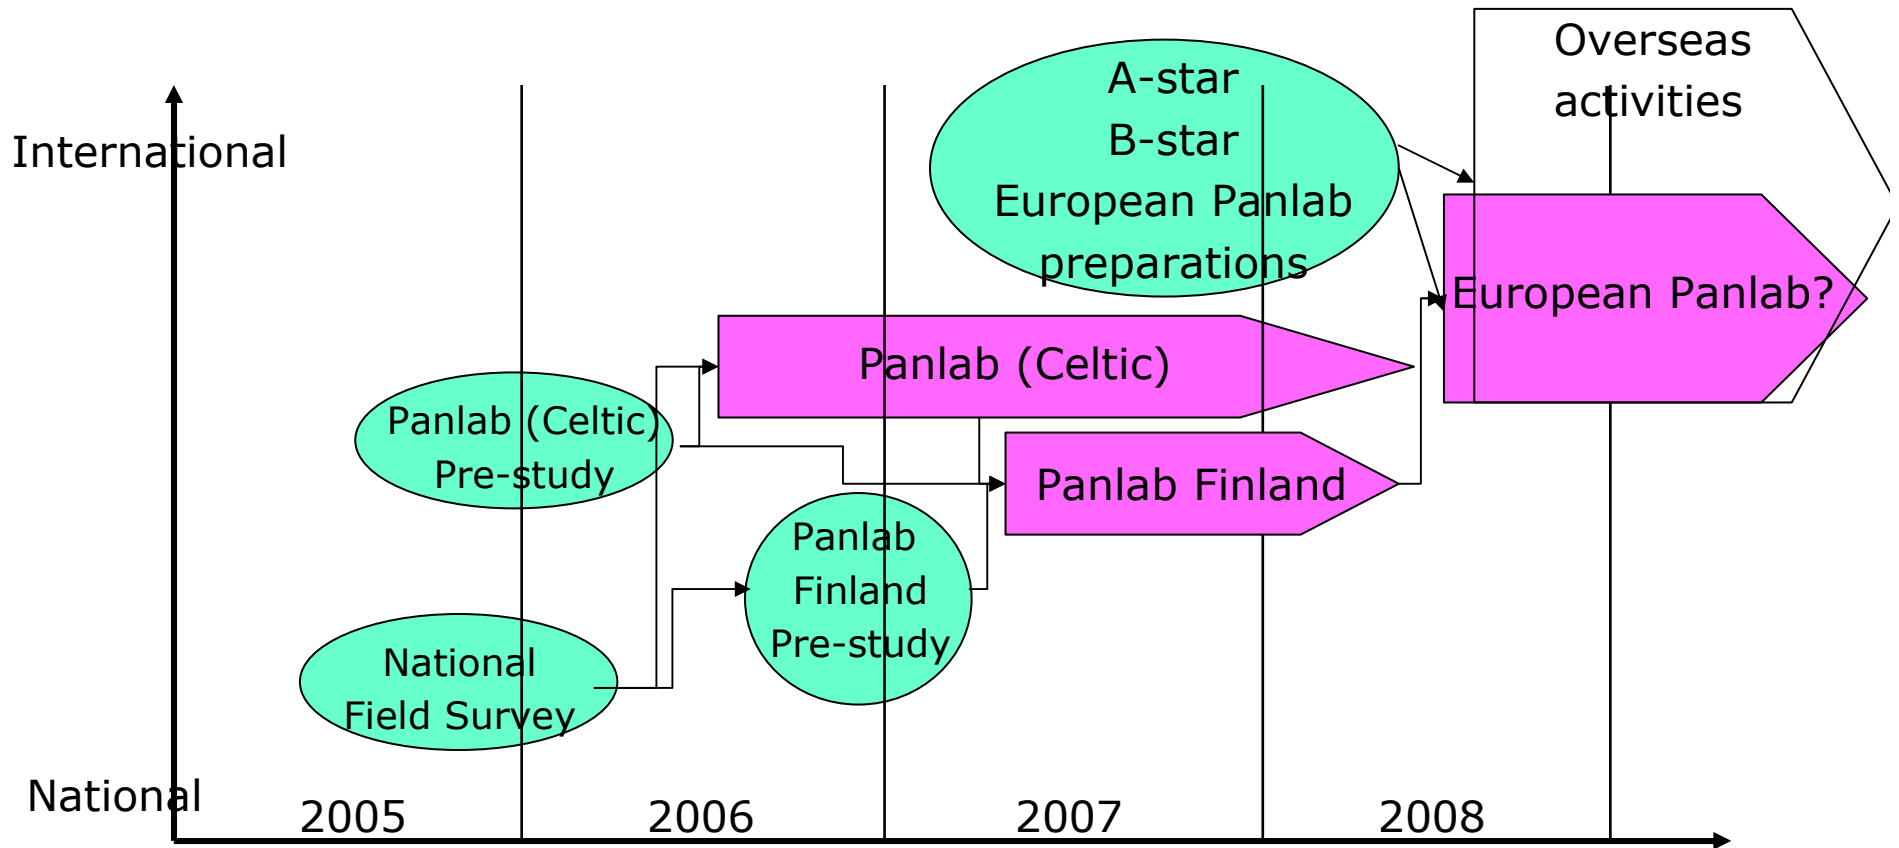 Overseas
activities
A-star
B-star
European Panlab
preparations
International
European Panlab?
Panlab (Celtic)
Panlab (Celtic)
Pre-study
Panlab Finland
Panlab
Finland
Pre-study
National
Field Survey
National
2005
2006
2007
2008